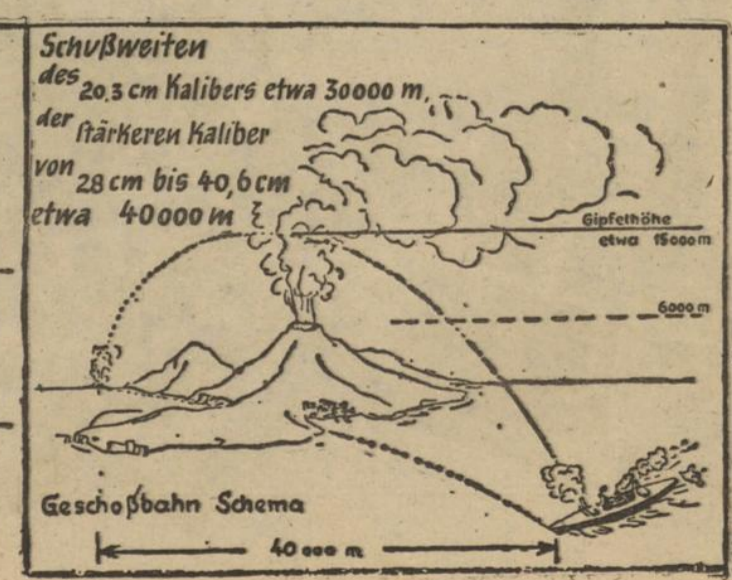 Schußweiten
des 20.3 cm Kalibers etwa 30000 m,
der stärkeren Kaliber
von 28 cm bis 40,6 cm
etwa 40000 m
Gipfelhöhe
etwa 15000 m
6000 m
Geschoßbahn Schema
40000 m